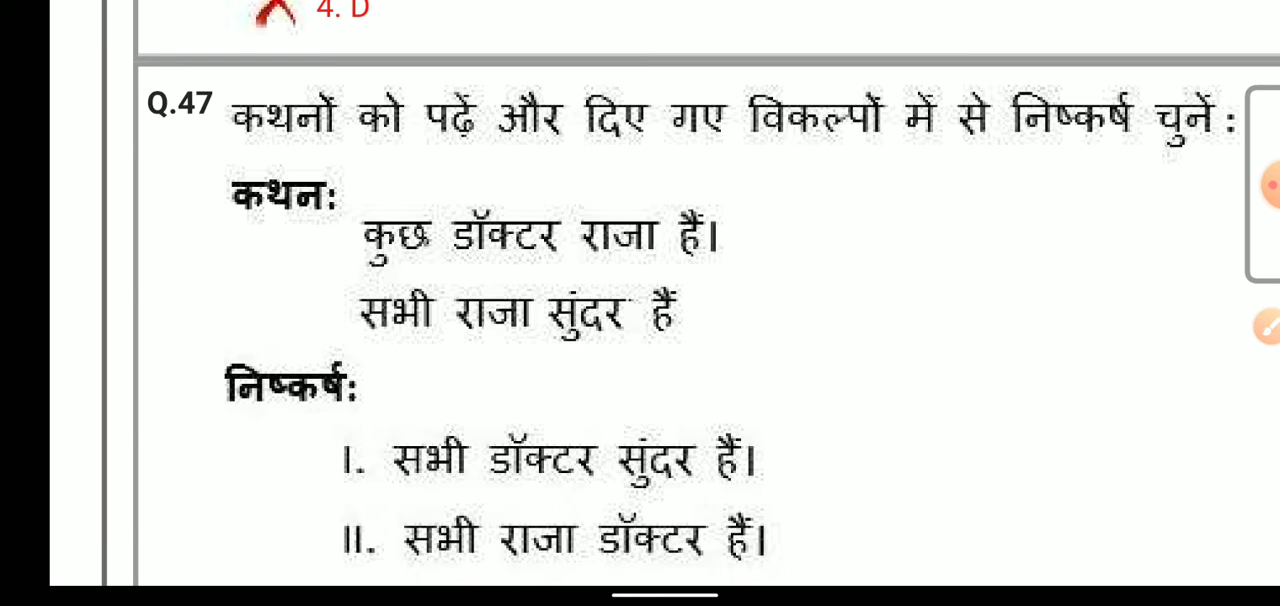 4. D
Q.47 कथनों को पढ़ें और दिए गए विकल्पों में से निष्कर्ष चुनें :
कथन:
कुछ डॉक्टर राजा हैं।
सभी राजा सुंदर हैं
निष्कर्ष:
I. सभी डॉक्टर सुंदर हैं।
II. सभी राजा डॉक्टर हैं।